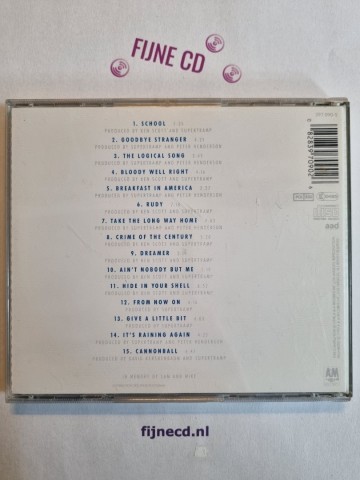 FIJNE CD
1. SCHOOL
PRODUCED BY KEN SCOTT AND SUPERTRAMP
2. GOODBYE STRANGER
PRODUCED BY SUPERTRAMP AND PETER HENDERSON
3. THE LOGICAL SONG
PRODUCED BY SUPERTRAMP AND PETER HENDERSON
4. BLOODY WELL RIGHT
PRODUCED BY KEN SCOTT AND SUPERTRAMP
5. BREAKFAST IN AMERICA
PRODUCED BY SUPERTRAMP AND PETER HENDERSON
6. RUDY
PRODUCED BY KEN SCOTT AND SUPERTRAMP
7. TAKE THE LONG WAY HOME
PRODUCED BY SUPERTRAMP AND PETER HENDERSON
8. CRIME OF THE CENTURY
PRODUCED BY KEN SCOTT AND SUPERTRAMP
9. DREAMER
PRODUCED BY KEN SCOTT AND SUPERTRAMP
10. AIN'T NOBODY BUT ME
PRODUCED BY KEN SCOTT AND SUPERTRAMP
11. HIDE IN YOUR SHELL
PRODUCED BY KEN SCOTT AND SUPERTRAMP
12. FROM NOW ON
PRODUCED BY SUPERTRAMP
13. GIVE A LITTLE BIT
PRODUCED BY SUPERTRAMP
14. IT'S RAINING AGAIN
PRODUCED BY SUPERTRAMP AND PETER HENDERSON
15. CANNONBALL
PRODUCED BY DAVID KERSHENBAUM AND SUPERTRAMP
A&M
fijnecd.nl